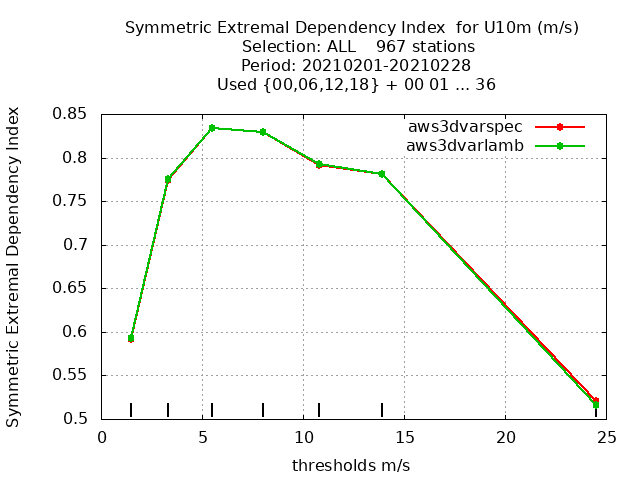 Symmetric Extremal Dependency Index  for U10m (m/s)
Selection: ALL    967 stations
Period: 20210201-20210228
Used {00,06,12,18} + 00 01 ... 36
Symmetric Extremal Dependency Index
0.85
0.8
0.75
0.7
0.65
0.6
0.55
0.5
aws3dvarspec
aws3dvarlamb
0 5 10 15 20 25
thresholds m/s